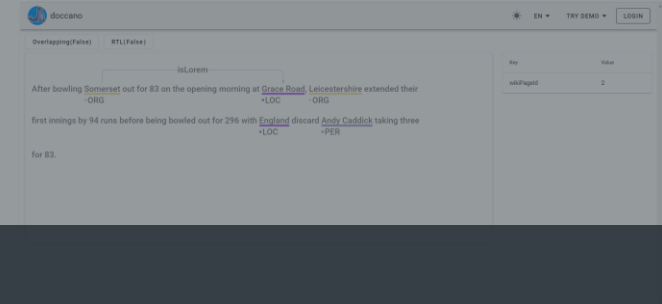 doccano
EN
TRY DEMO
LOGIN
Overlapping(False)
RTL(False)
isLorem
After bowling Somerset out for 83 on the opening morning at Grace Road, Leicestershire extended their
•ORG
•LOC
•ORG
first innings by 94 runs before being bowled out for 296 with England discard Andy Caddick taking three
•LOC
•PER
for 83.
Key
Value
wikiPageId
2